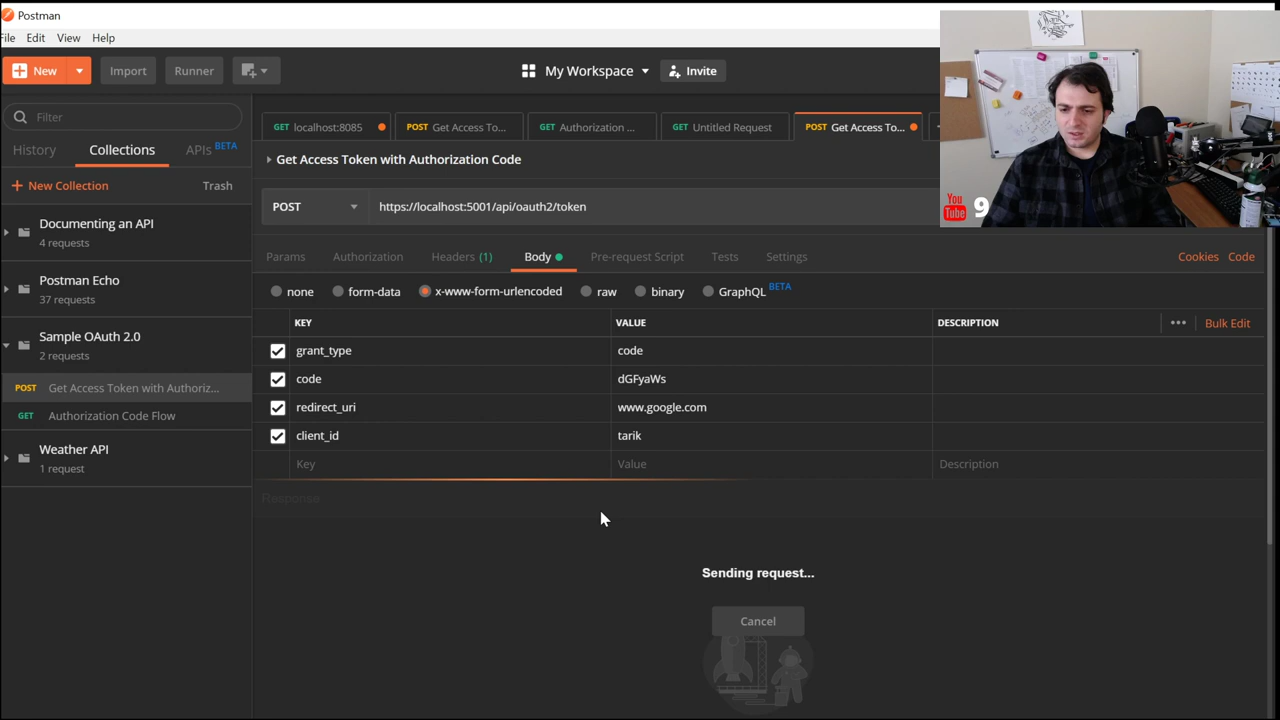 Postman
File Edit View Help
New Import Runner My Workspace Invite
Filter
History Collections APIs BETA
New Collection Trash
Documenting an API
4 requests
Postman Echo
37 requests
Sample OAuth 2.0
2 requests
POST Get Access Token with Authoriz...
GET Authorization Code Flow
Weather API
1 request
GET localhost:8085 POST Get Access To... GET Authorization ... GET Untitled Request POST Get Access To...
Get Access Token with Authorization Code
POST https://localhost:5001/api/oauth2/token
You Tube 9
Params Authorization Headers (1) Body Pre-request Script Tests Settings Cookies Code
none form-data x-www-form-urlencoded raw binary GraphQL BETA
KEY VALUE DESCRIPTION ••• Bulk Edit
grant_type code
code dGFyaWs
redirect_uri www.google.com
client_id tarik
Key Value Description
Response
Sending request...
Cancel